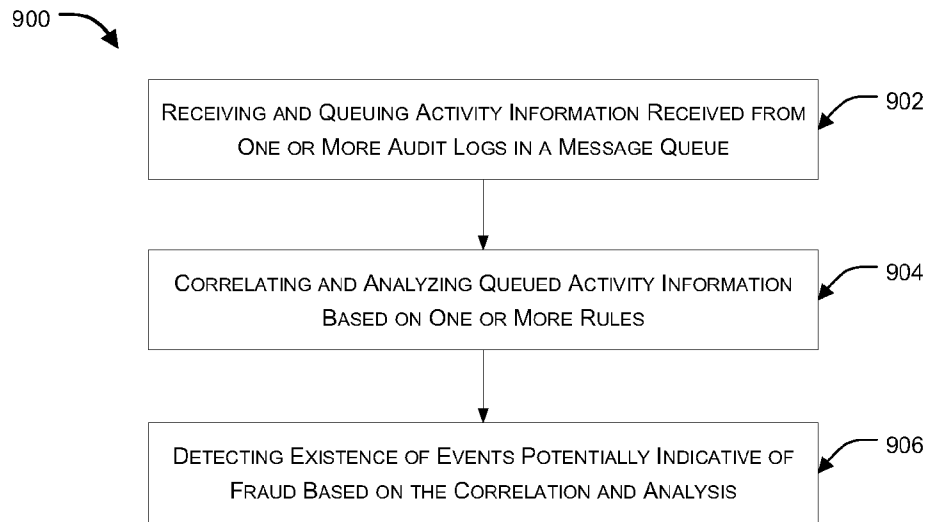 900
RECEIVING AND QUEUING ACTIVITY INFORMATION RECEIVED FROM
ONE OR MORE AUDIT LOGS IN A MESSAGE QUEUE
902
CORRELATING AND ANALYZING QUEUED ACTIVITY INFORMATION
BASED ON ONE OR MORE RULES
904
DETECTING EXISTENCE OF EVENTS POTENTIALLY INDICATIVE OF
FRAUD BASED ON THE CORRELATION AND ANALYSIS
906